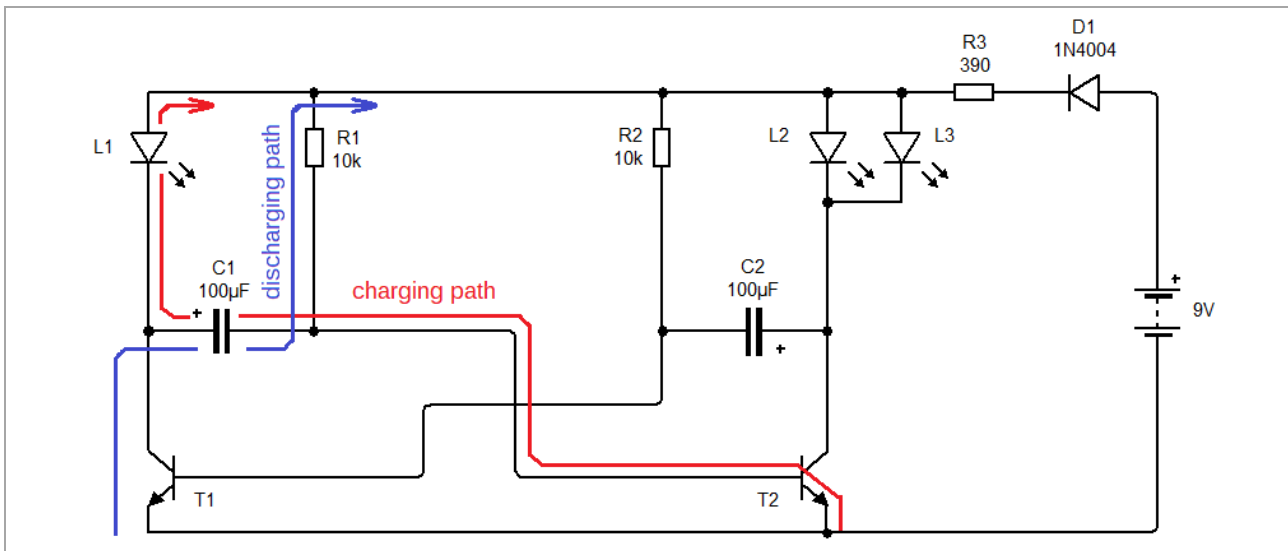 D1
1N4004
R3
390
L1
R1
10k
R2
10k
L2
L3
discharging path
C1
100µF
+
charging path
C2
100µF
+
+
9V
T1
T2